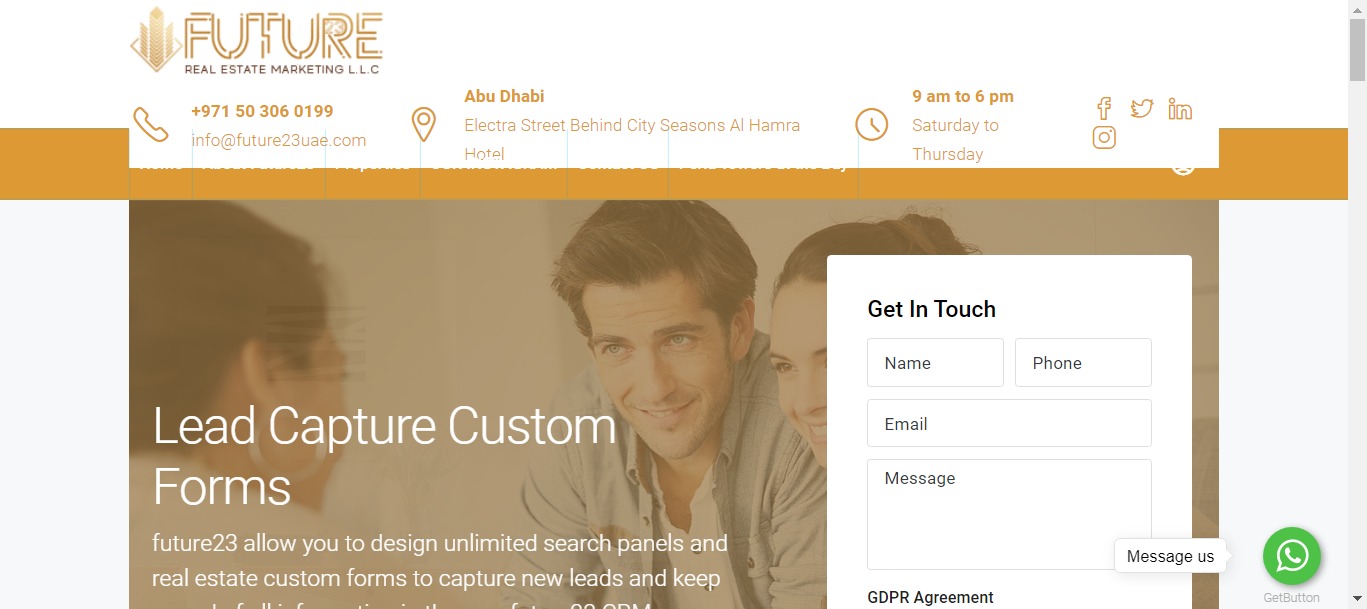 FUTURE
REAL ESTATE MARKETING L.L.C
+971 50 306 0199
info@future23uae.com
Abu Dhabi
Electra Street Behind City Seasons Al Hamra
Hotel
9 am to 6 pm
Saturday to
Thursday
Get In Touch
Name
Phone
Email
Message
Lead Capture Custom
Forms
future23 allow you to design unlimited search panels and
real estate custom forms to capture new leads and keep
Message us
GetButton
GDPR Agreement